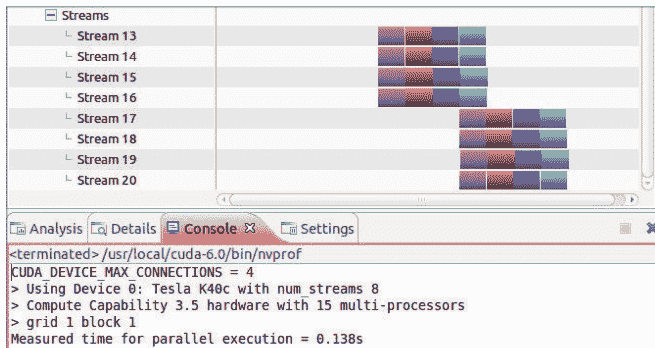 Streams
Stream 13
Stream 14
Stream 15
Stream 16
Stream 17
Stream 18
Stream 19
Stream 20
Analysis Details Console Settings
<terminated> /usr/local/cuda-6.0/bin/nvprof
CUDA_DEVICE_MAX_CONNECTIONS = 4
> Using Device 0: Tesla K40c with num_streams 8
> Compute Capability 3.5 hardware with 15 multi-processors
> grid 1 block 1
Measured time for parallel execution = 0.138s